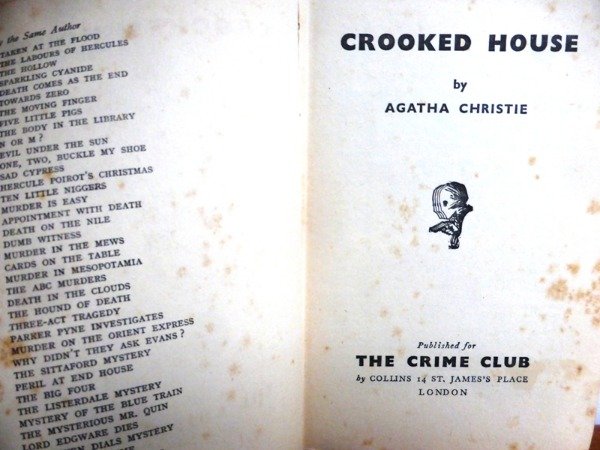 the Same Author
TAKEN AT THE FLOOD
THE LABOURS OF HERCULES
THE HOLLOW
SPARKLING CYANIDE
DEATH COMES AS THE END
TOWARDS ZERO
THE MOVING FINGER
FIVE LITTLE PIGS
THE BODY IN THE LIBRARY
N OR M?
EVIL UNDER THE SUN
ONE, TWO, BUCKLE MY SHOE
SAD CYPRESS
HERCULE POIROT'S CHRISTMAS
TEN LITTLE NIGGERS
MURDER IS EASY
APPOINTMENT WITH DEATH
DEATH ON THE NILE
DUMB WITNESS
MURDER IN THE MEWS
CARDS ON THE TABLE
MURDER IN MESOPOTAMIA
THE ABC MURDERS
DEATH IN THE CLOUDS
THE HOUND OF DEATH
THREE-ACT TRAGEDY
PARKER PYNE INVESTIGATES
MURDER ON THE ORIENT EXPRESS
WHY DIDN'T THEY ASK EVANS?
THE SITTAFORD MYSTERY
PERIL AT END HOUSE
THE BIG FOUR
THE LISTERDALE MYSTERY
MYSTERY OF THE BLUE TRAIN
THE MYSTERIOUS MR. QUIN
LORD EDGWARE DIES
DIALS MYSTERY
CROOKED HOUSE
by
AGATHA CHRISTIE
Published for
THE CRIME CLUB
by COLLINS 14 ST. JAMES'S PLACE
LONDON